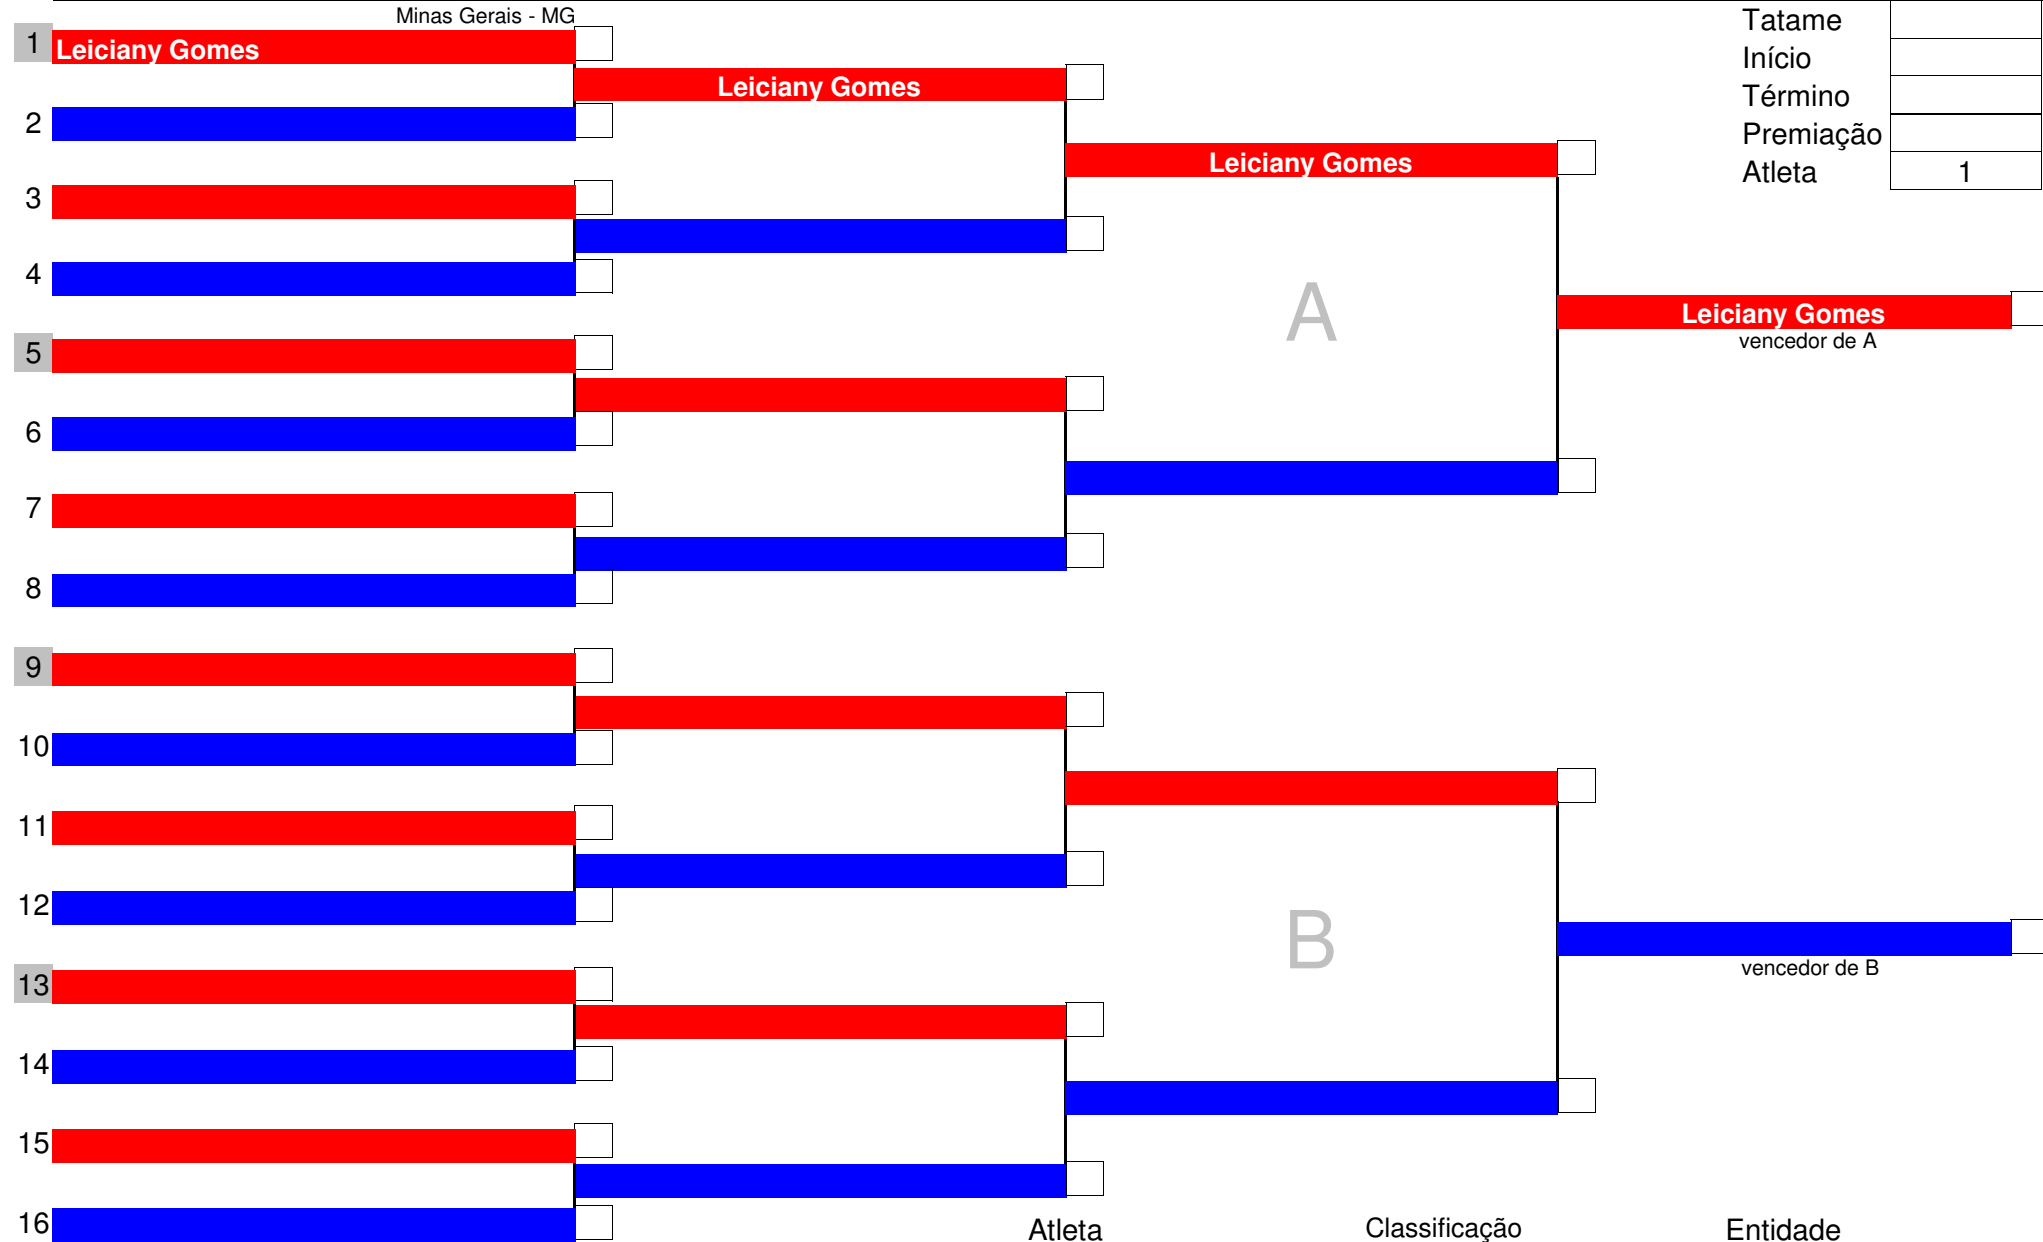 Minas Gerais - MG
Tatame
1
Leiciany Gomes
Início
Leiciany Gomes
Término
2
Premiação
Leiciany Gomes
Atleta 1
3
4
A
Leiciany Gomes
vencedor de A
5
6
7
8
9
10
11
12
B
vencedor de B
13
14
15
16
Atleta Classificação Entidade